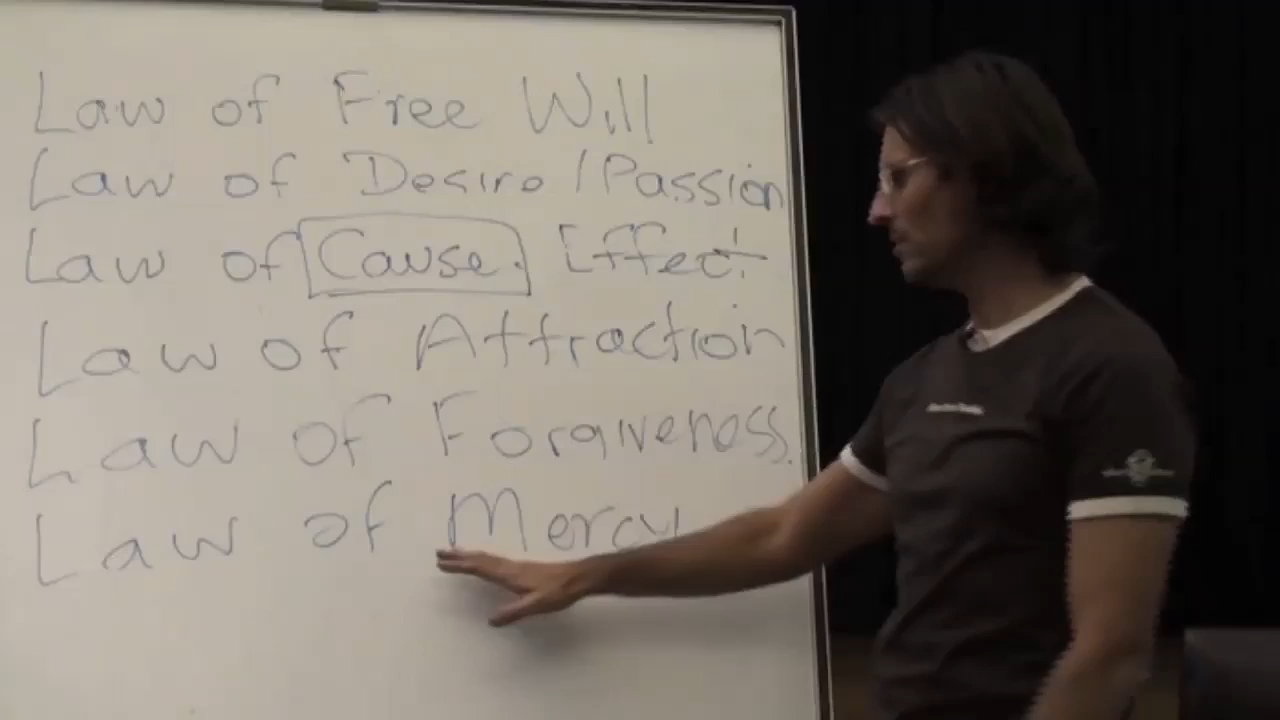 Law of Free Will
Law of Desire / Passion
Law of Cause. Effect
Law of Attraction
Law of Forgiveness.
Law of Mercy